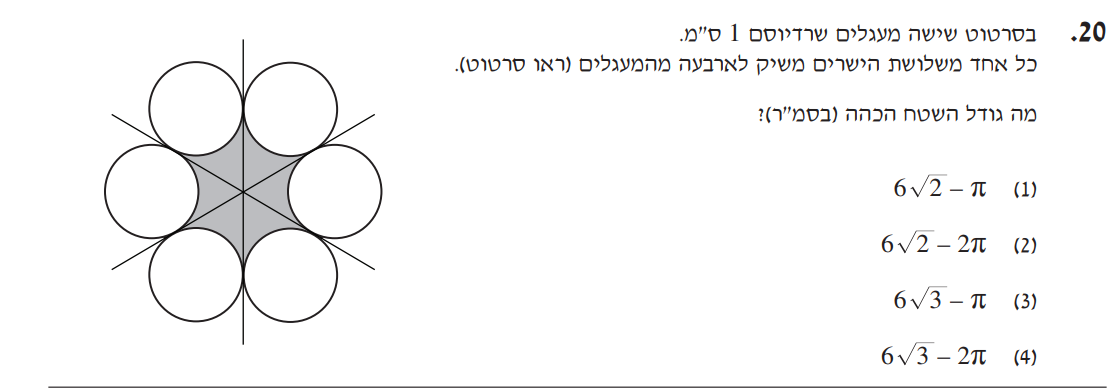 20. בסרטוט שישה מעגלים שרדיוסם 1 ס"מ.
כל אחד משלושת הישרים משיק לארבעה מהמעגלים (ראו סרטוט).
מה גודל השטח הכהה (בסמ"ר)?
(1) 6√2 – π
(2) 6√2 – 2π
(3) 6√3 – π
(4) 6√3 – 2π